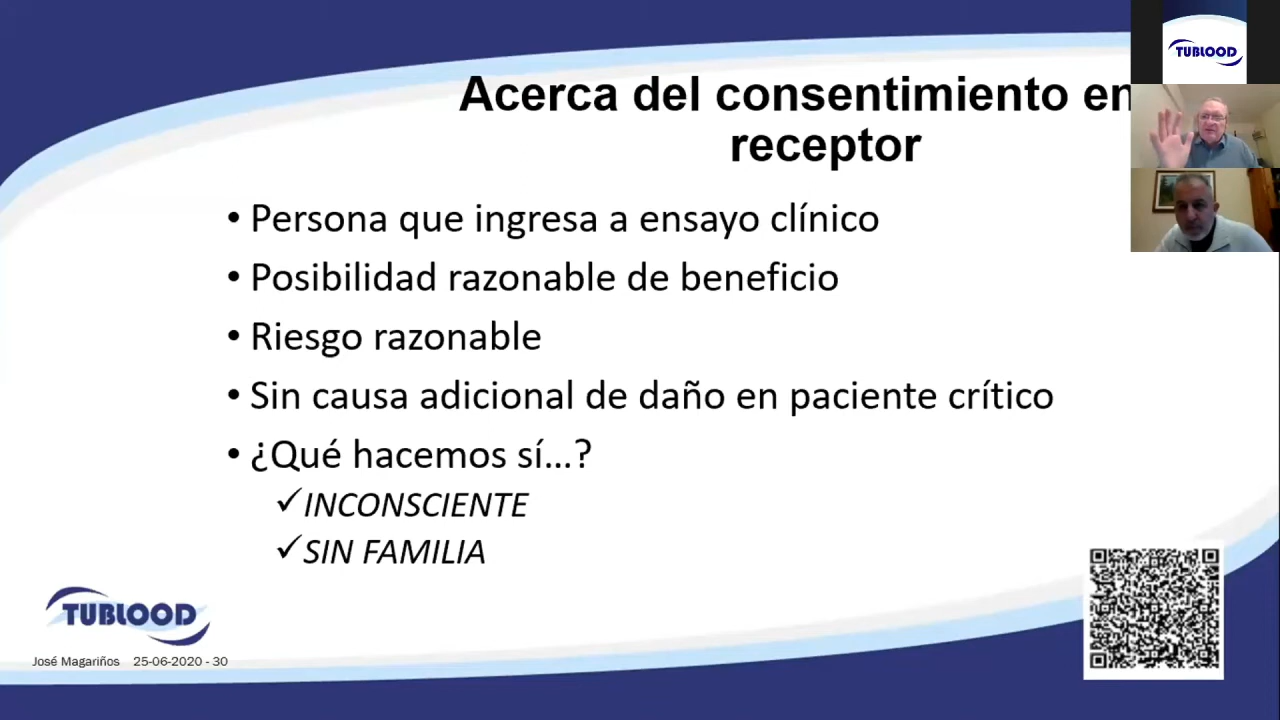 Acerca del consentimiento en
receptor
• Persona que ingresa a ensayo clínico
• Posibilidad razonable de beneficio
• Riesgo razonable
• Sin causa adicional de daño en paciente crítico
• ¿Qué hacemos sí...?
✓INCONSCIENTE
✓SIN FAMILIA
TUBLOOD
José Magariños 25-06-2020 - 30
TUBLOOD